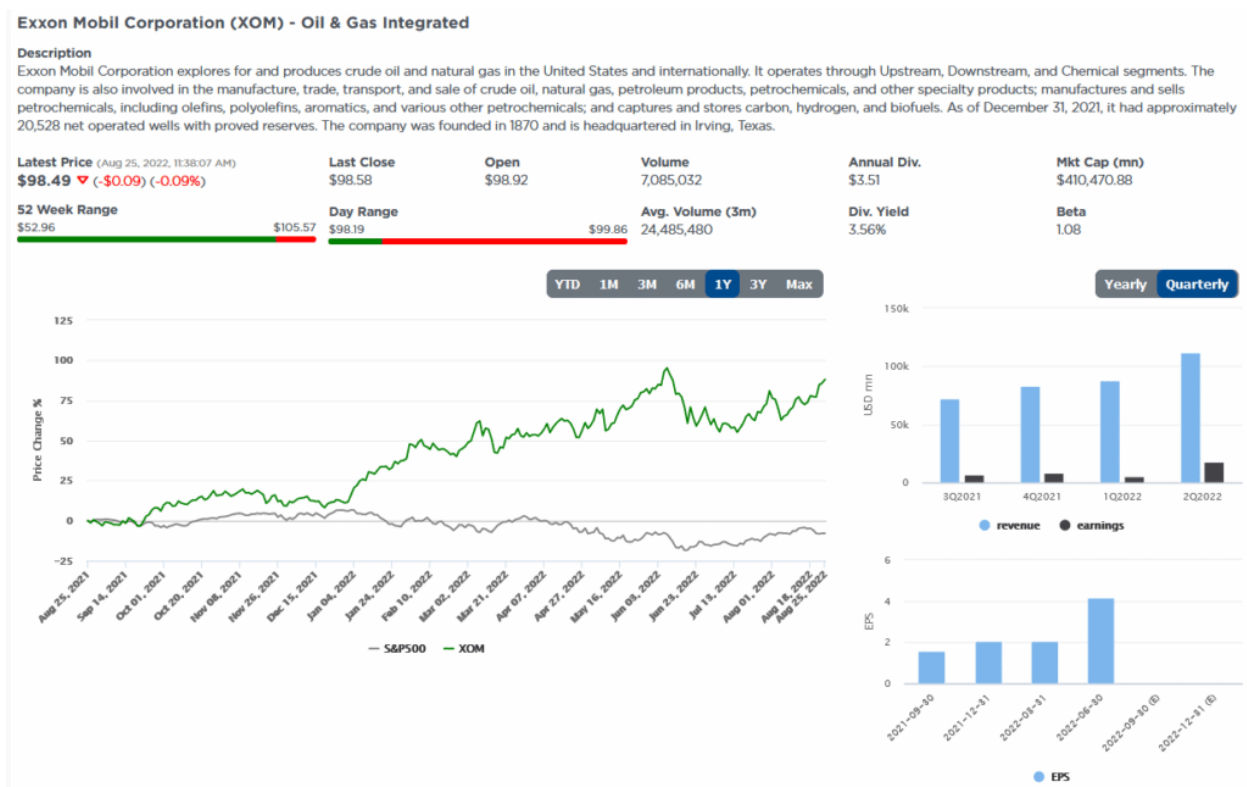 Exxon Mobil Corporation (XOM) - Oil & Gas Integrated
Description
Exxon Mobil Corporation explores for and produces crude oil and natural gas in the United States and internationally. It operates through Upstream, Downstream, and Chemical segments. The
company is also involved in the manufacture, trade, transport, and sale of crude oil, natural gas, petroleum products, petrochemicals, and other specialty products; manufactures and sells
petrochemicals, including olefins, polyolefins, aromatics, and various other petrochemicals; and captures and stores carbon, hydrogen, and biofuels. As of December 31, 2021, it had approximately
20,528 net operated wells with proved reserves. The company was founded in 1870 and is headquartered in Irving, Texas.
Latest Price (Aug 25, 2022, 11:38:07 AM) Last Close Open Volume Annual Div. Mkt Cap (mn)
$98.49 (-$0.09) (-0.09%) $98.58 $98.92 7,085,032 $3.51 $410,470.88
52 Week Range Day Range Avg. Volume (3m) Div. Yield Beta
$52.96 $105.57 $98.19 $99.86 24,485,480 3.56% 1.08
YTD 1M 3M 6M 1Y 3Y Max
Price Change %
125
100
75
50
25
0
-25
Aug 25, 2021 Sep 14, 2021 Oct 01, 2021 Oct 20, 2021 Nov 08, 2021 Nov 26, 2021 Dec 15, 2021 Jan 04, 2022 Jan 24, 2022 Feb 10, 2022 Mar 02, 2022 Mar 21, 2022 Apr 07, 2022 Apr 27, 2022 May 16, 2022 Jun 03, 2022 Jun 23, 2022 Jul 13, 2022 Aug 01, 2022 Aug 18, 2022 Aug 25, 2022
S&P500 XOM
Yearly Quarterly
USD mn
150k
100k
50k
0
3Q2021 4Q2021 1Q2022 2Q2022
revenue earnings
EPS
6
4
2
0
2021-09-30 2021-12-31 2022-03-31 2022-06-30 2022-09-30 (E) 2022-12-31 (E)
EPS